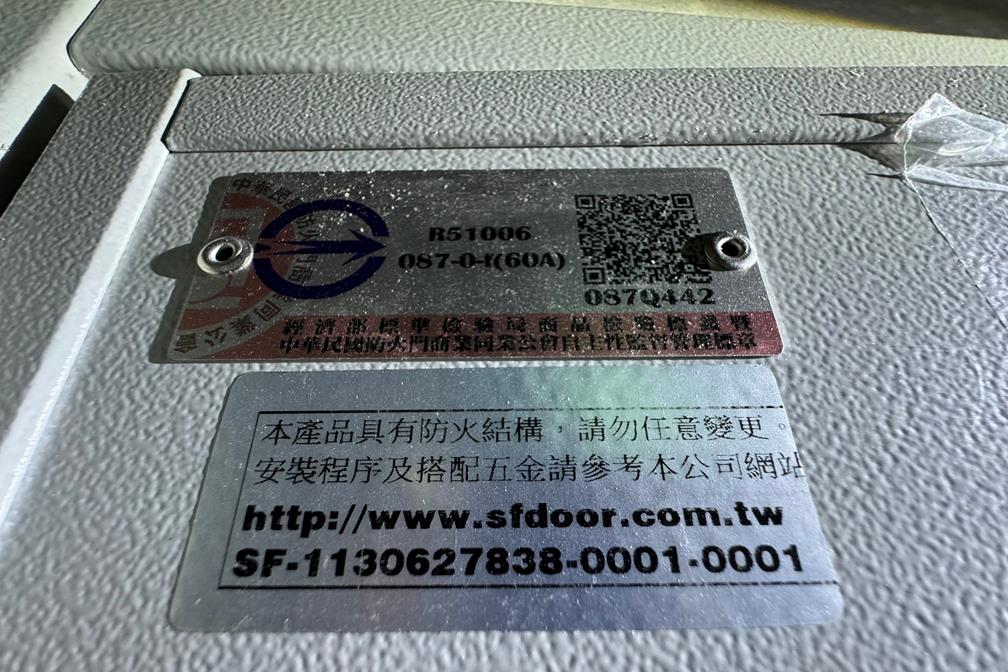 R51006
087-0-f(60A)
087Q442
經濟部標準檢驗局商品檢驗標識暨
中華民國防火門商業同業公會自主性監督管理標章
本產品具有防火結構，請勿任意變更。
安裝程序及搭配五金請參考本公司網站
http://www.sfdoor.com.tw
SF-1130627838-0001-0001